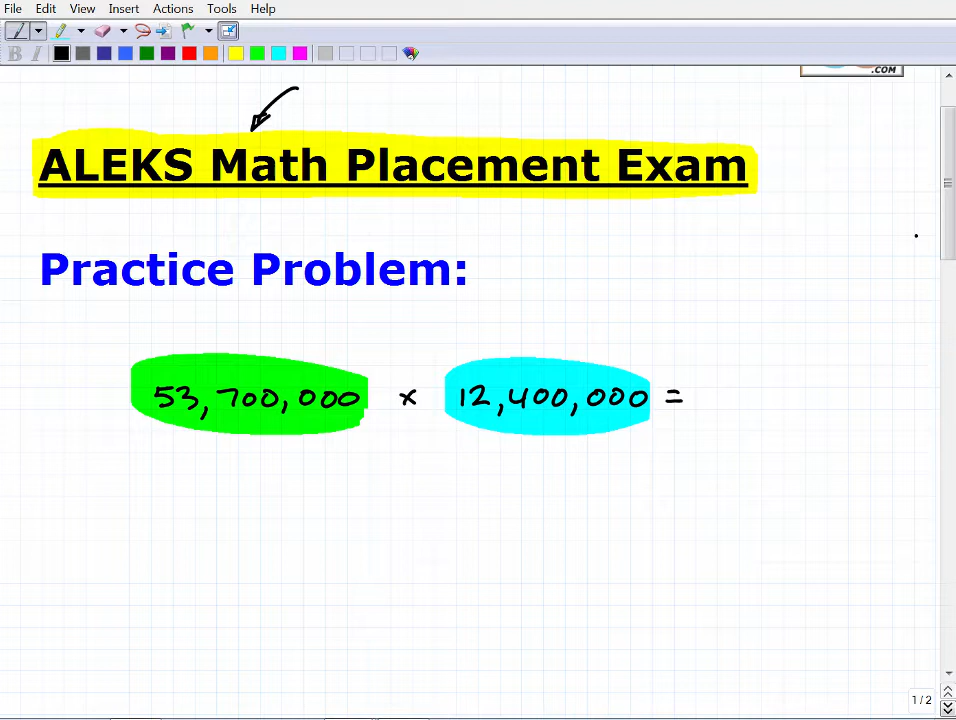 File Edit View Insert Actions Tools Help
B I
.COM
ALEKS Math Placement Exam
Practice Problem:
53,700,000 x 12,400,000 =
1 / 2